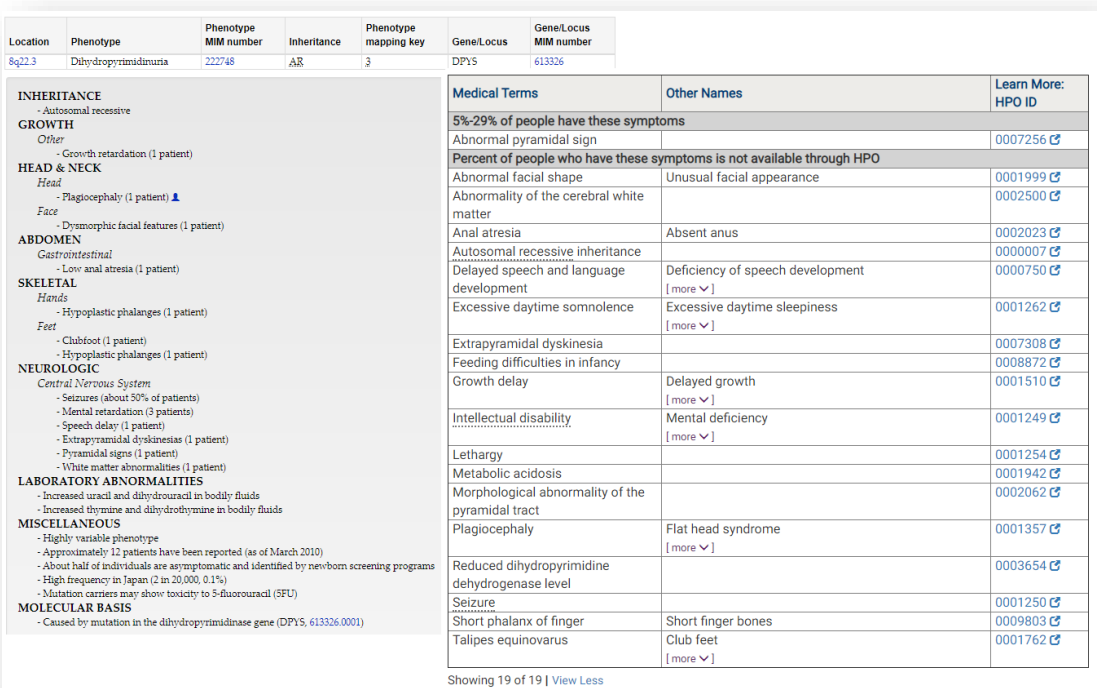 Location Phenotype Phenotype MIM number Inheritance Phenotype mapping key Gene/Locus Gene/Locus MIM number
8q22.3 Dihydropyrimidinuria 222748 AR 3 DPYS 613326
INHERITANCE
- Autosomal recessive
GROWTH
Other
- Growth retardation (1 patient)
HEAD & NECK
Head
- Plagiocephaly (1 patient)
Face
- Dysmorphic facial features (1 patient)
ABDOMEN
Gastrointestinal
- Low anal atresia (1 patient)
SKELETAL
Hands
- Hypoplastic phalanges (1 patient)
Feet
- Clubfoot (1 patient)
- Hypoplastic phalanges (1 patient)
NEUROLOGIC
Central Nervous System
- Seizures (about 50% of patients)
- Mental retardation (3 patients)
- Speech delay (1 patient)
- Extrapyramidal dyskinesias (1 patient)
- Pyramidal signs (1 patient)
- White matter abnormalities (1 patient)
LABORATORY ABNORMALITIES
- Increased uracil and dihydrouracil in bodily fluids
- Increased thymine and dihydrothymine in bodily fluids
MISCELLANEOUS
- Highly variable phenotype
- Approximately 12 patients have been reported (as of March 2010)
- About half of individuals are asymptomatic and identified by newborn screening programs
- High frequency in Japan (2 in 20,000, 0.1%)
- Mutation carriers may show toxicity to 5-fluorouracil (5FU)
MOLECULAR BASIS
- Caused by mutation in the dihydropyrimidinase gene (DPYS, 613326.0001)
Medical Terms Other Names Learn More: HPO ID
5%-29% of people have these symptoms
Abnormal pyramidal sign 0007256
Percent of people who have these symptoms is not available through HPO
Abnormal facial shape Unusual facial appearance 0001999
Abnormality of the cerebral white 0002500
matter
Anal atresia Absent anus 0002023
Autosomal recessive inheritance 0000007
Delayed speech and language Deficiency of speech development 0000750
development [ more ]
Excessive daytime somnolence Excessive daytime sleepiness 0001262
[ more ]
Extrapyramidal dyskinesia 0007308
Feeding difficulties in infancy 0008872
Growth delay Delayed growth 0001510
[ more ]
Intellectual disability Mental deficiency 0001249
[ more ]
Lethargy 0001254
Metabolic acidosis 0001942
Morphological abnormality of the 0002062
pyramidal tract
Plagiocephaly Flat head syndrome 0001357
[ more ]
Reduced dihydropyrimidine 0003654
dehydrogenase level
Seizure 0001250
Short phalanx of finger Short finger bones 0009803
Talipes equinovarus Club feet 0001762
[ more ]
Showing 19 of 19 | View Less